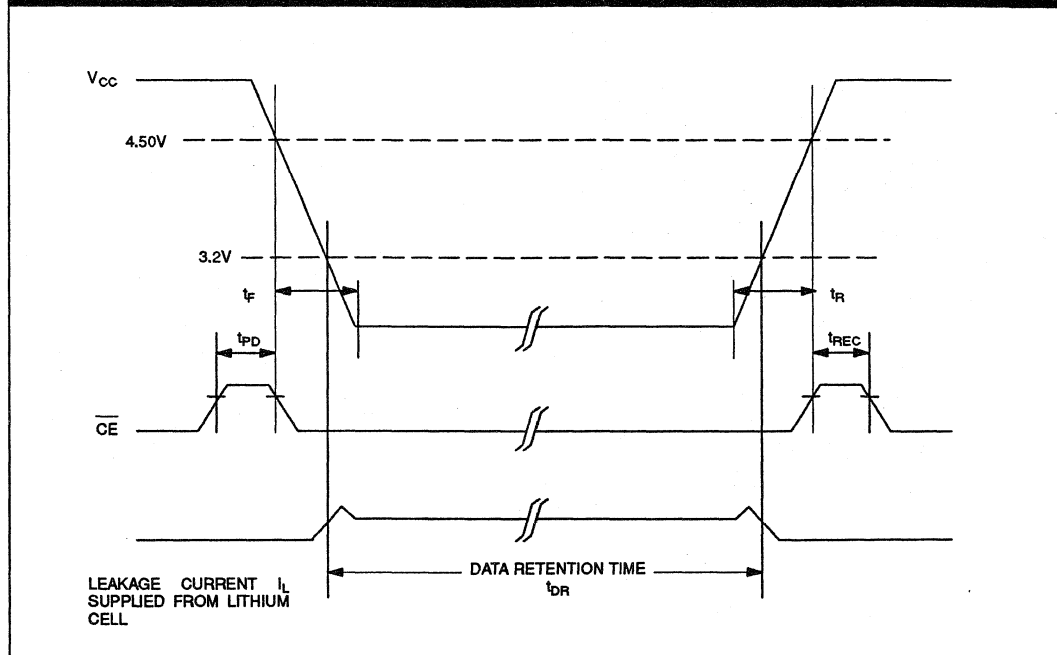 VCC
4.50V
3.2V
tF
tR
tPD
tREC
CE
DATA RETENTION TIME
tDR
LEAKAGE CURRENT IL
SUPPLIED FROM LITHIUM
CELL